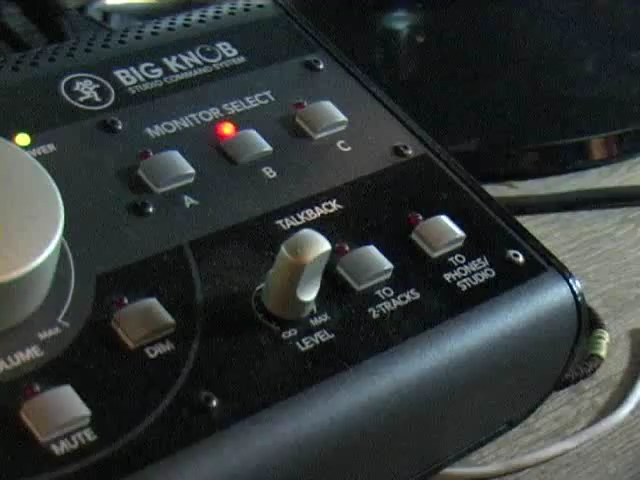 BIG KNOB
STUDIO COMMAND SYSTEM
MONITOR SELECT
A
B
C
TALKBACK
TO
PHONES/
STUDIO
TO
2-TRACKS
MAX
LEVEL
MAX
DIM
MUTE